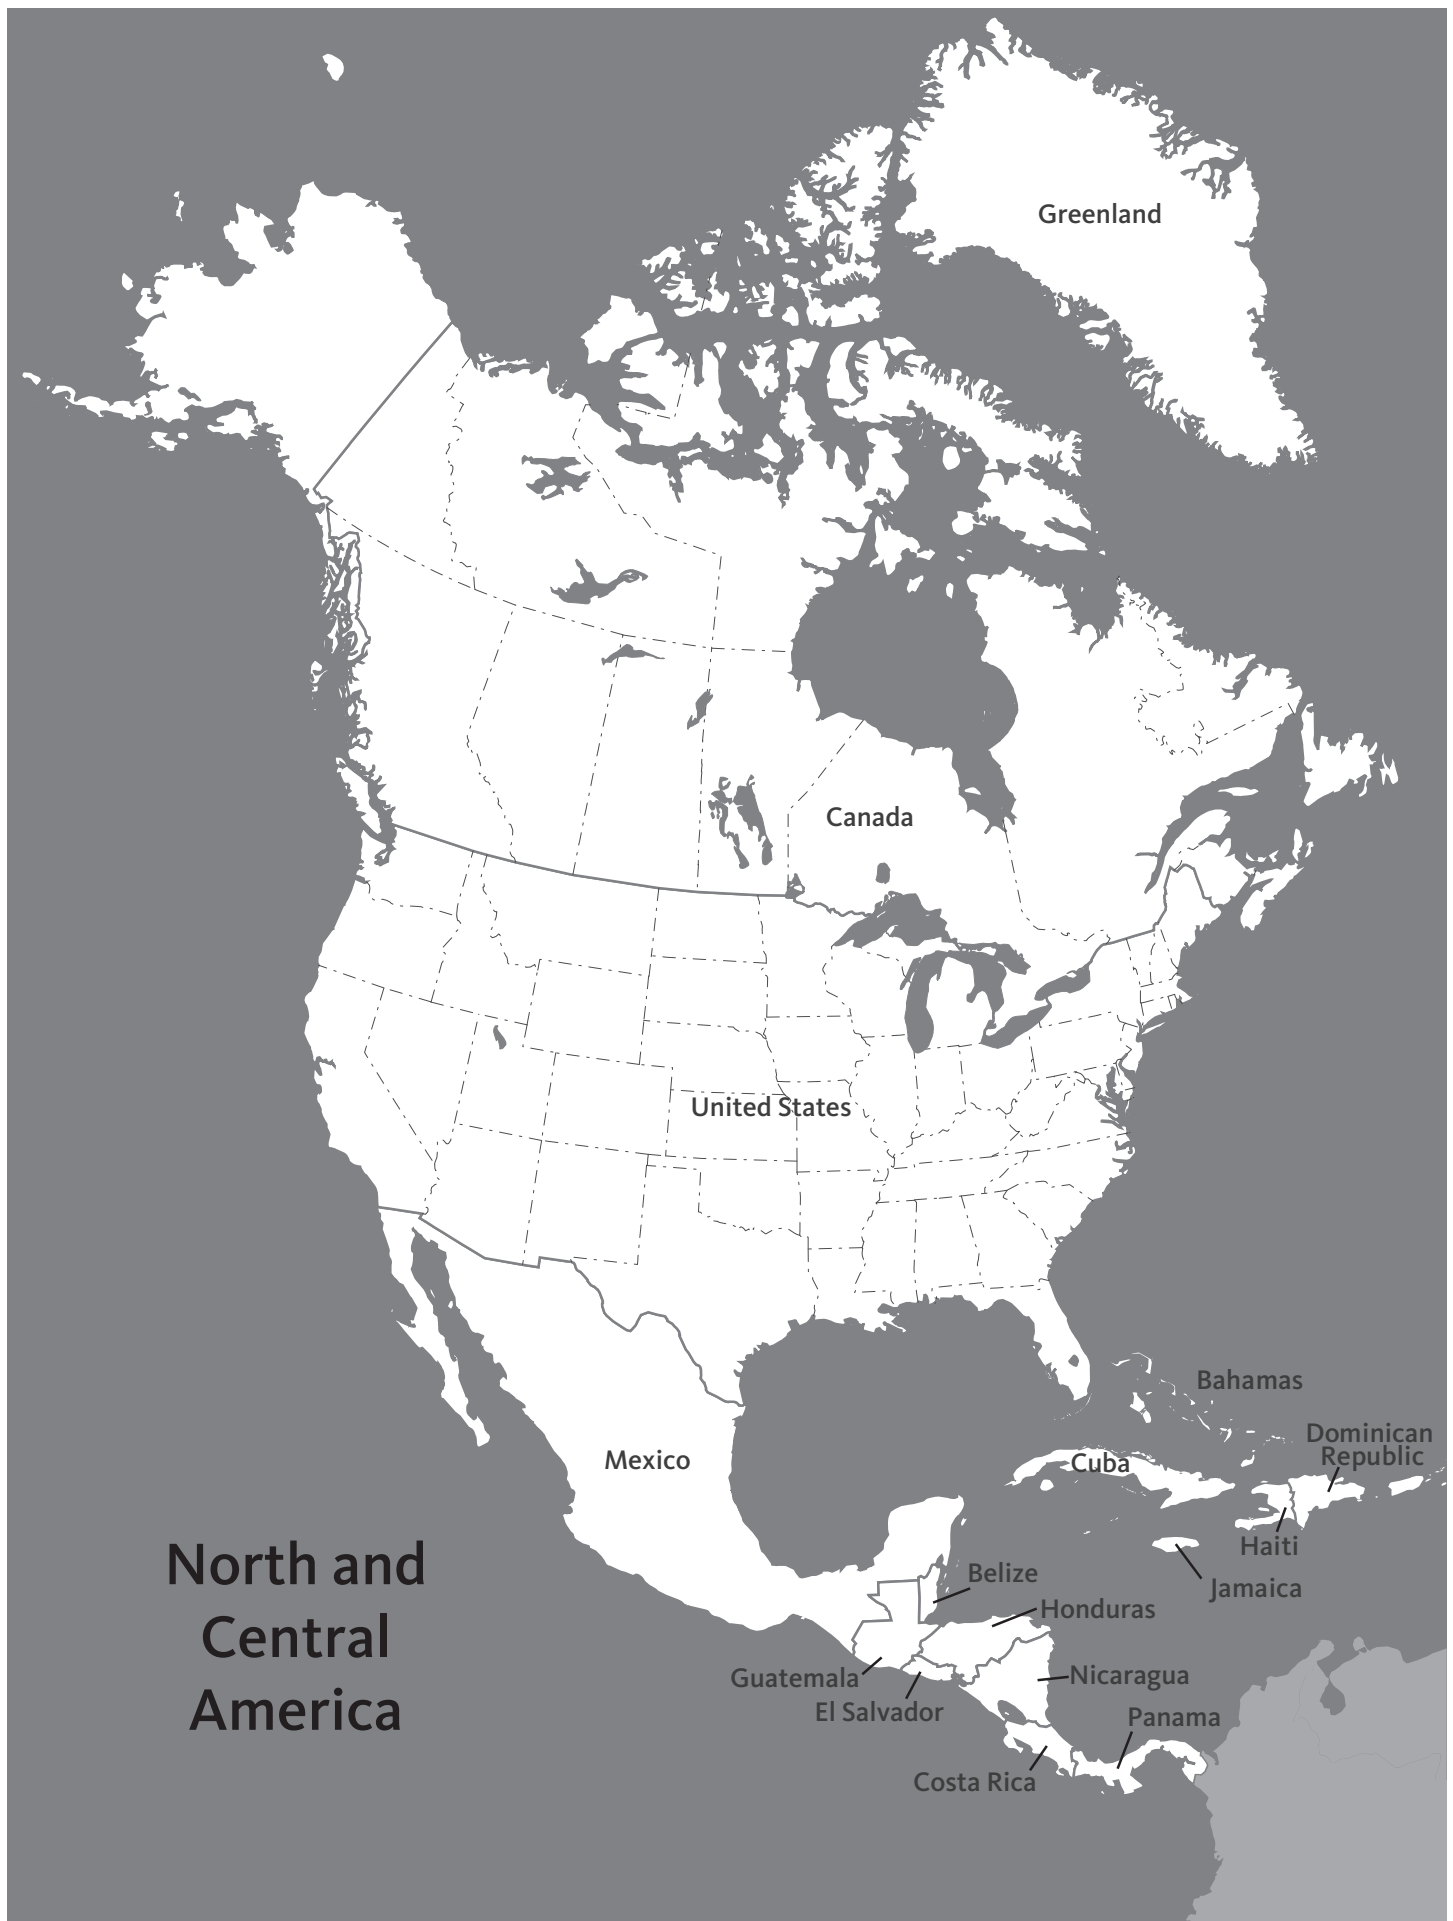 Greenland
Canada
United States
Bahamas
Dominican
Republic
Mexico
Cuba
Haiti
Jamaica
Belize
Honduras
Guatemala
Nicaragua
El Salvador
Panama
Costa Rica
North and
Central
America